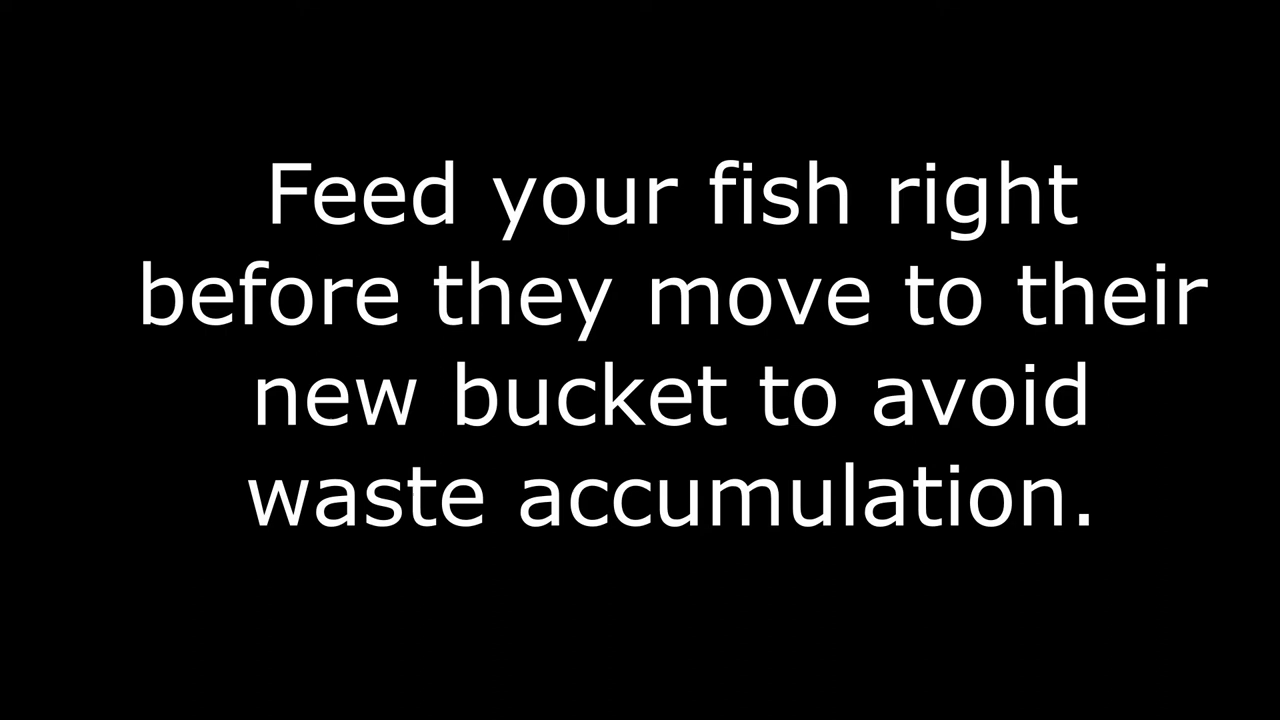 Feed your fish right
before they move to their
new bucket to avoid
waste accumulation.